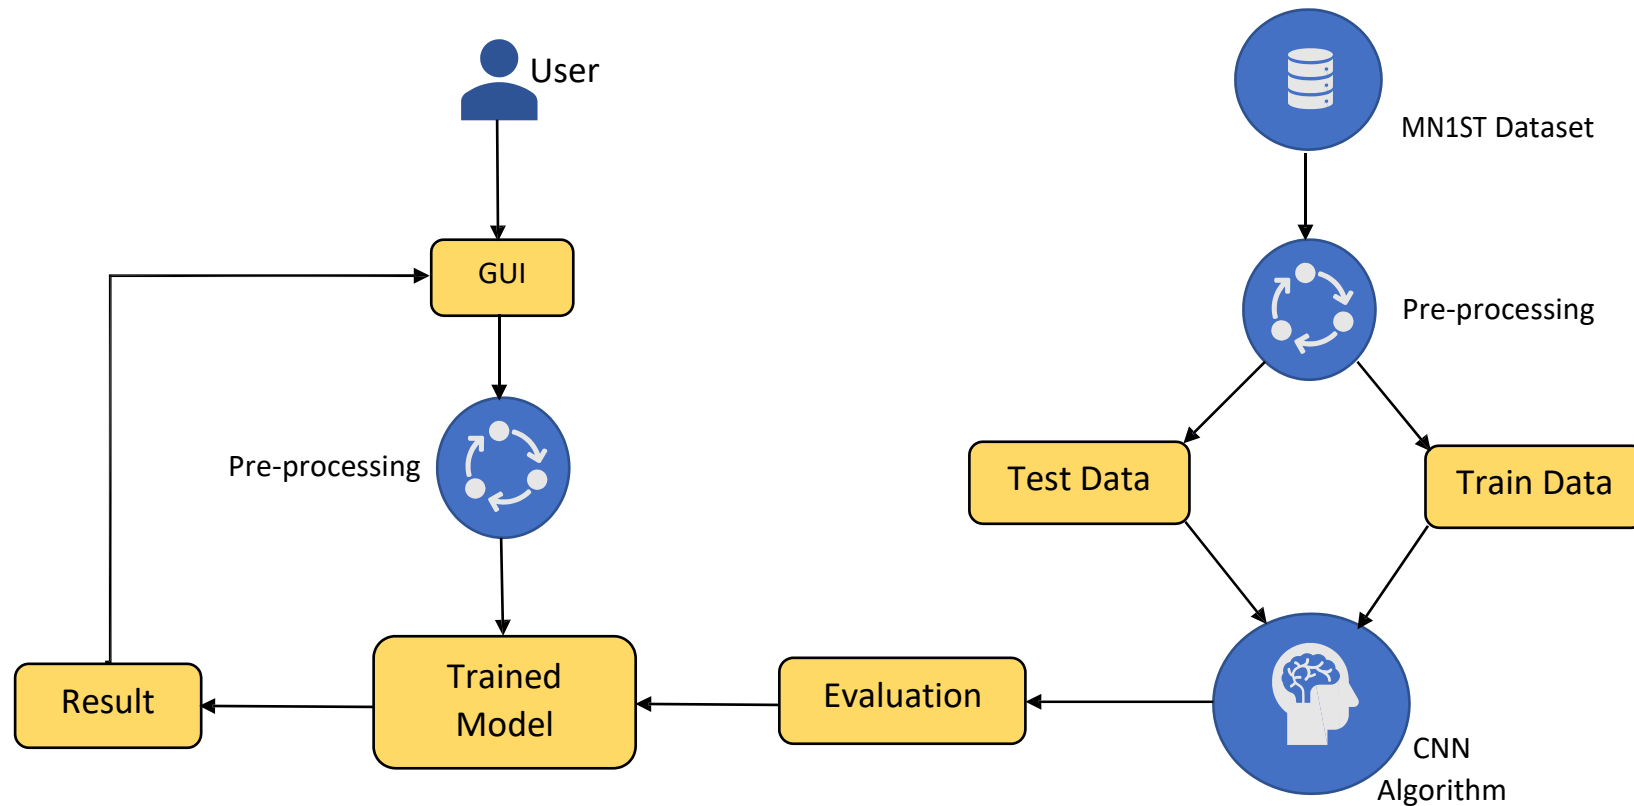 User
MN1ST Dataset
GUI
Pre-processing
Pre-processing
Test Data
Train Data
Result
Trained
Model
Evaluation
CNN
Algorithm